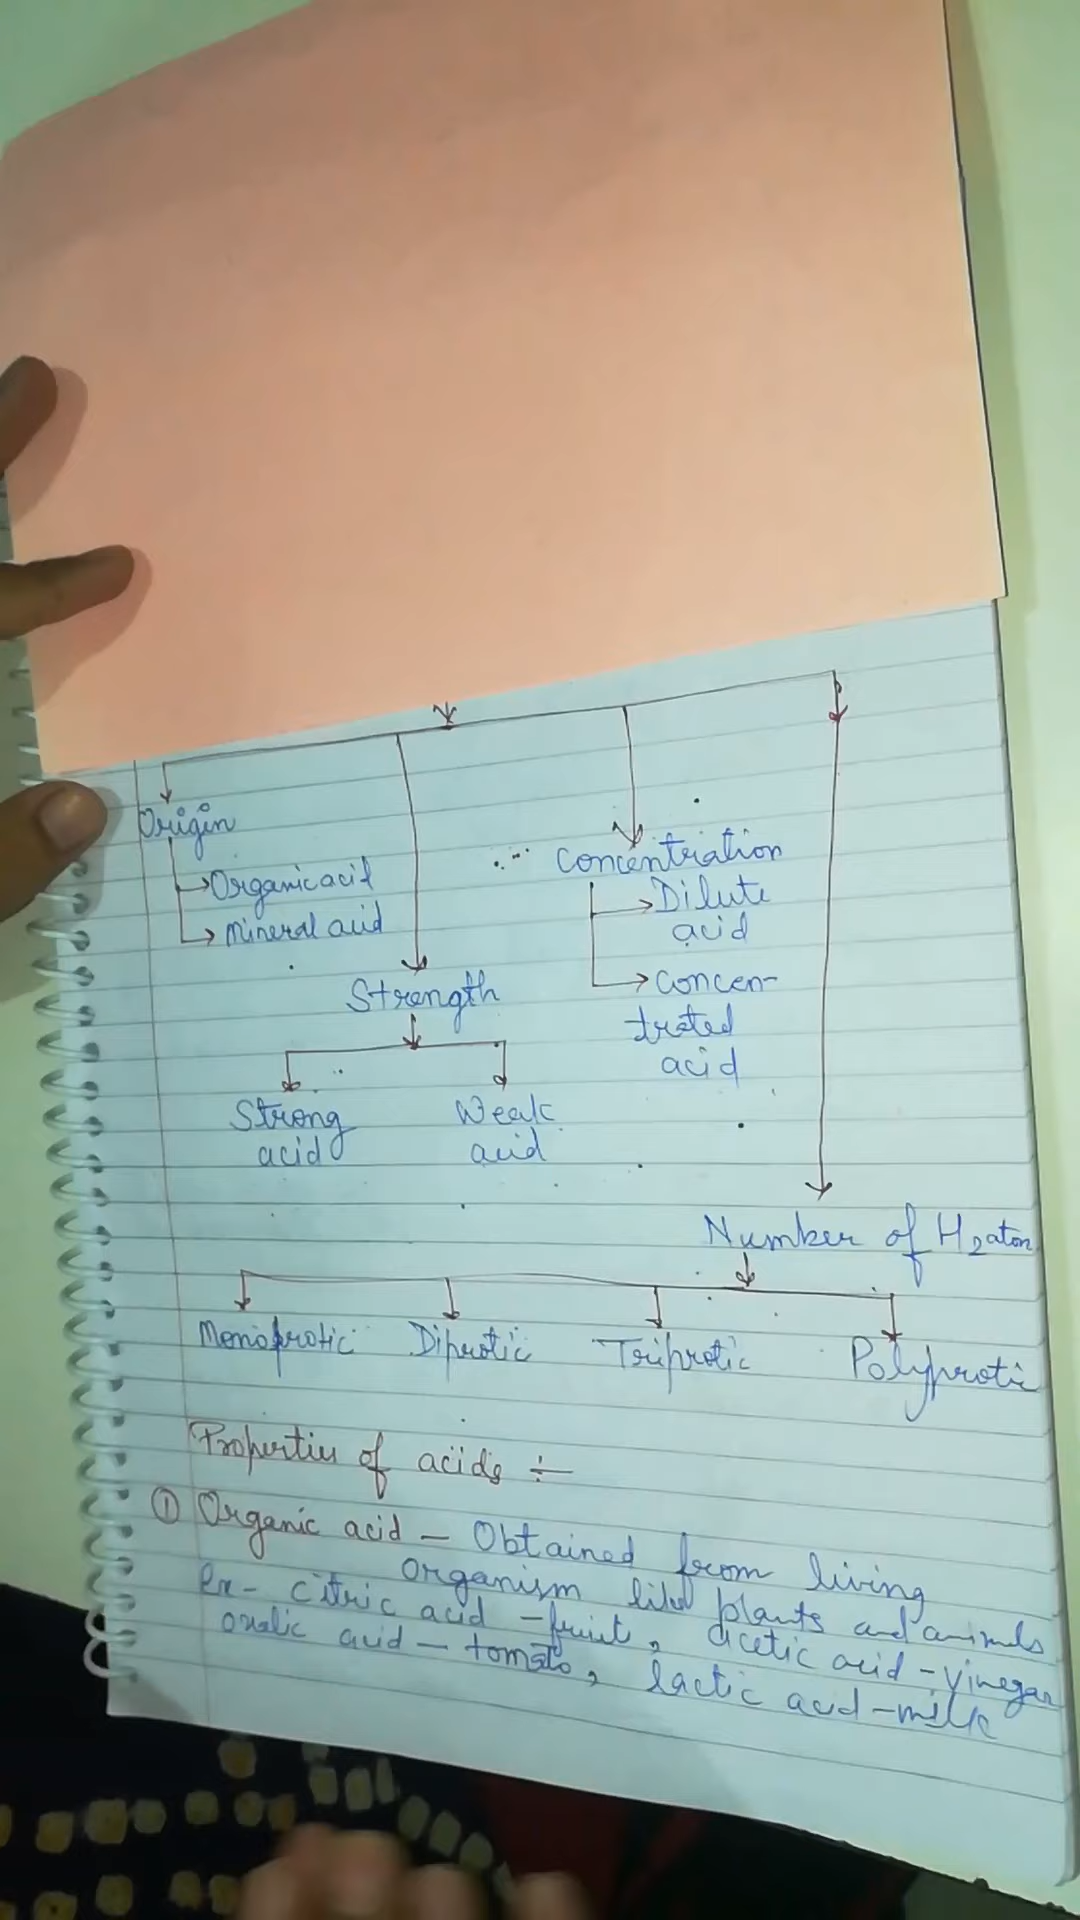 Origin
Organic acid
Mineral acid
Concentration
Dilute
acid
Concen-
trated
acid
Strength
Strong
acid
Weak
acid
Number of H2 atom
Monoprotic Diprotic Triprotic Polyprotic
Properties of acids ÷
① Organic acid - Obtained from living
organism like plants and animals
ex- citric acid - fruit, acetic acid - vinegar
oxalic acid - tomato, lactic acid - milk